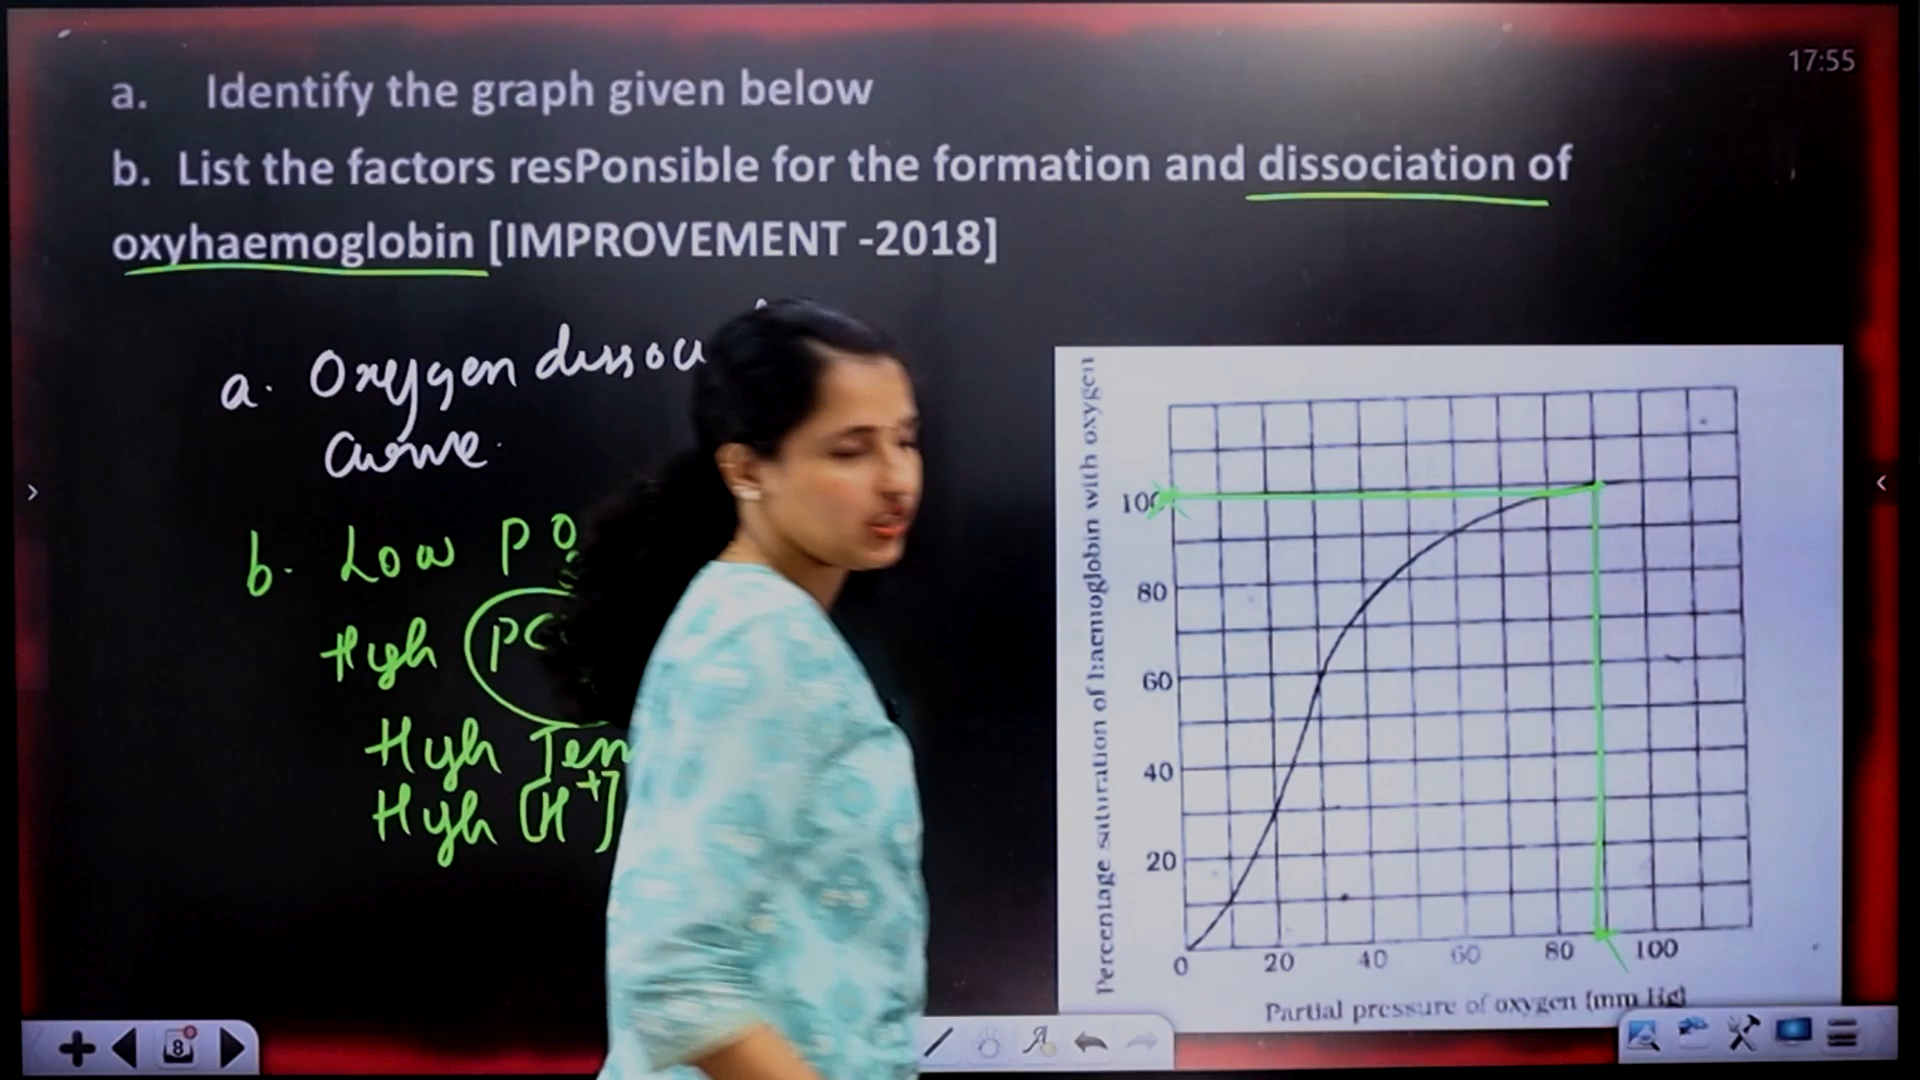 17:55
a. Identify the graph given below
b. List the factors resPonsible for the formation and dissociation of
oxyhaemoglobin [IMPROVEMENT -2018]
a. Oxygen
curve.
b. Low PO
High
High
High [H+]
Percentage saturation of haemoglobin with oxygen
100
80
60
40
20
0 20 40 60 80 100
Partial pressure of oxygen (mm Hg)
8